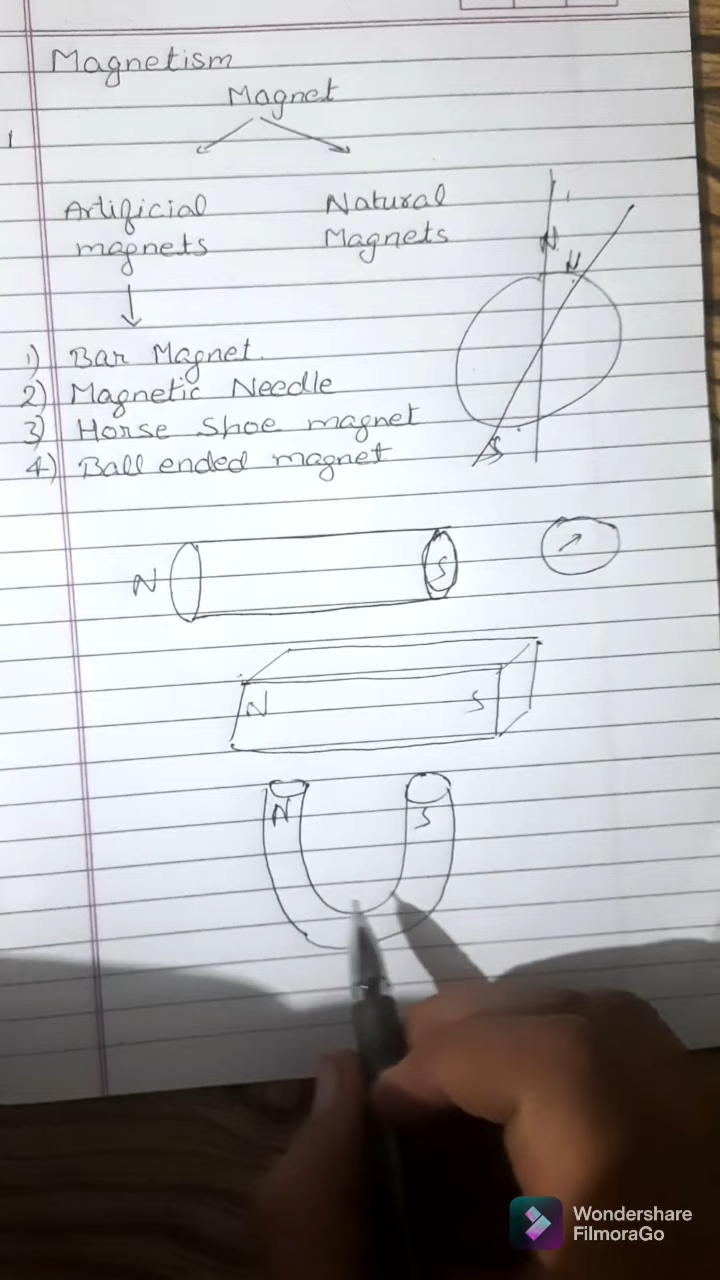 Magnetism
Magnet
Artificial magnets
Natural Magnets
1) Bar Magnet.
2) Magnetic Needle
3) Horse Shoe magnet
4) Ball ended magnet
N
N
S
N
S
N
S
N
S
Wondershare
FilmoraGo